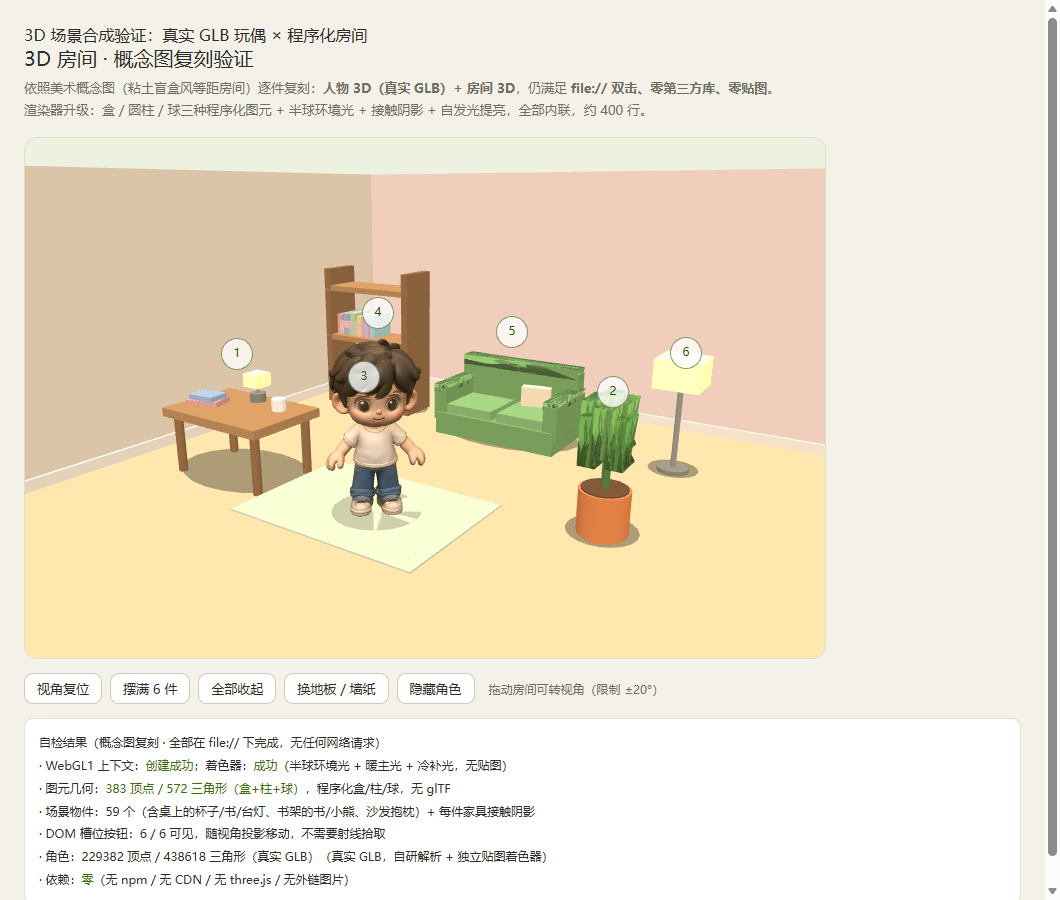 3D 场景合成验证：真实 GLB 玩偶 × 程序化房间
3D 房间 · 概念图复刻验证
依照美术概念图（粘土盲盒风等距房间）逐件复刻：人物 3D（真实 GLB）+ 房间 3D，仍满足 file:// 双击、零第三方库、零贴图。
渲染器升级：盒 / 圆柱 / 球三种程序化图元 + 半球环境光 + 接触阴影 + 自发光提亮，全部内联，约 400 行。
4
5
1
6
3
2
视角复位 摆满 6 件 全部收起 换地板 / 墙纸 隐藏角色 拖动房间可转视角（限制 ±20°）
自检结果（概念图复刻 · 全部在 file:// 下完成，无任何网络请求）
· WebGL1 上下文：创建成功；着色器：成功（半球环境光 + 暖主光 + 冷补光，无贴图）
· 图元几何：383 顶点 / 572 三角形（盒+柱+球），程序化盒/柱/球，无 glTF
· 场景物件：59 个（含桌上的杯子/书/台灯、书架的书/小熊、沙发抱枕）+ 每件家具接触阴影
· DOM 槽位按钮：6 / 6 可见，随视角投影移动，不需要射线拾取
· 角色：229382 顶点 / 438618 三角形（真实 GLB）（真实 GLB，自研解析 + 独立贴图着色器）
· 依赖：零（无 npm / 无 CDN / 无 three.js / 无外链图片）